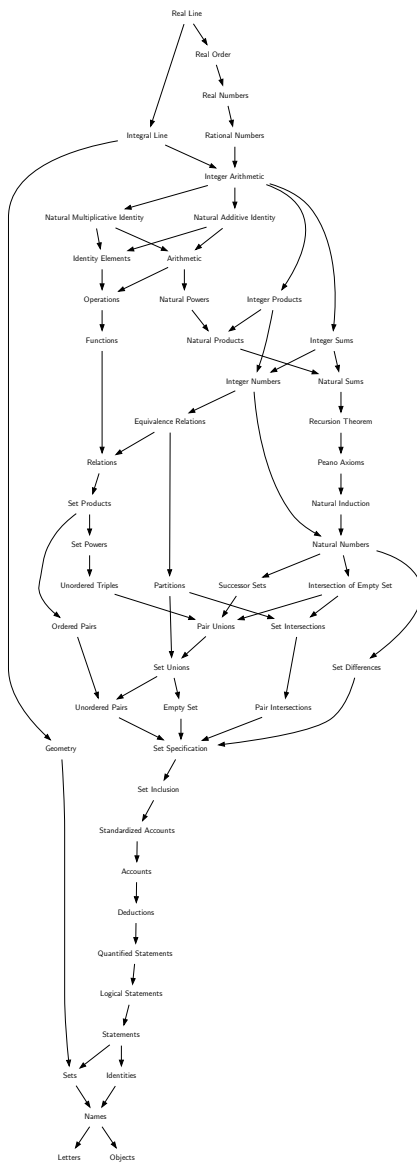 Real Line
Real Order
Real Numbers
Integral Line
Rational Numbers
Integer Arithmetic
Natural Multiplicative Identity
Natural Additive Identity
Identity Elements
Arithmetic
Operations
Natural Powers
Integer Products
Functions
Natural Products
Integer Sums
Integer Numbers
Natural Sums
Equivalence Relations
Recursion Theorem
Relations
Peano Axioms
Set Products
Natural Induction
Set Powers
Natural Numbers
Unordered Triples
Partitions
Successor Sets
Intersection of Empty Set
Ordered Pairs
Pair Unions
Set Intersections
Set Unions
Set Differences
Unordered Pairs
Empty Set
Pair Intersections
Geometry
Set Specification
Set Inclusion
Standardized Accounts
Accounts
Deductions
Quantified Statements
Logical Statements
Statements
Sets
Identities
Names
Letters
Objects